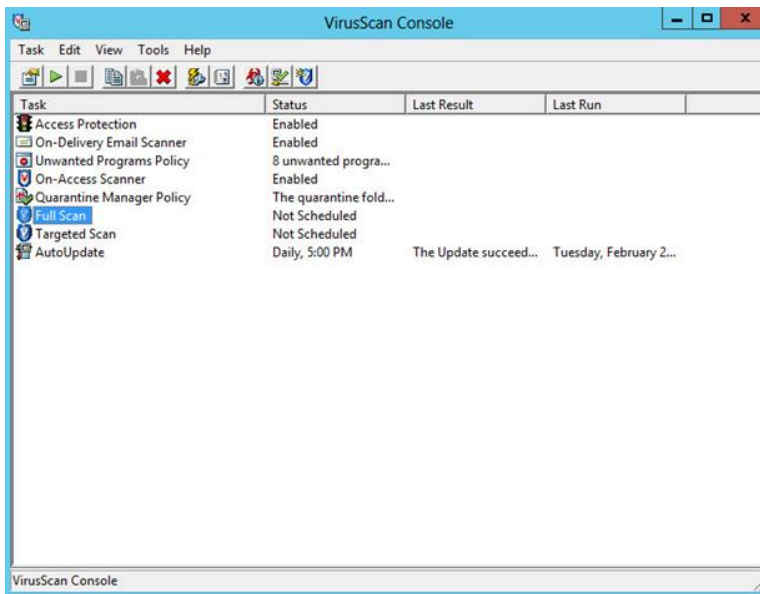 VirusScan Console
Task Edit View Tools Help
Task Status Last Result Last Run
Access Protection Enabled
On-Delivery Email Scanner Enabled
Unwanted Programs Policy 8 unwanted progra...
On-Access Scanner Enabled
Quarantine Manager Policy The quarantine fold...
Full Scan Not Scheduled
Targeted Scan Not Scheduled
AutoUpdate Daily, 5:00 PM The Update succeed... Tuesday, February 2...
VirusScan Console